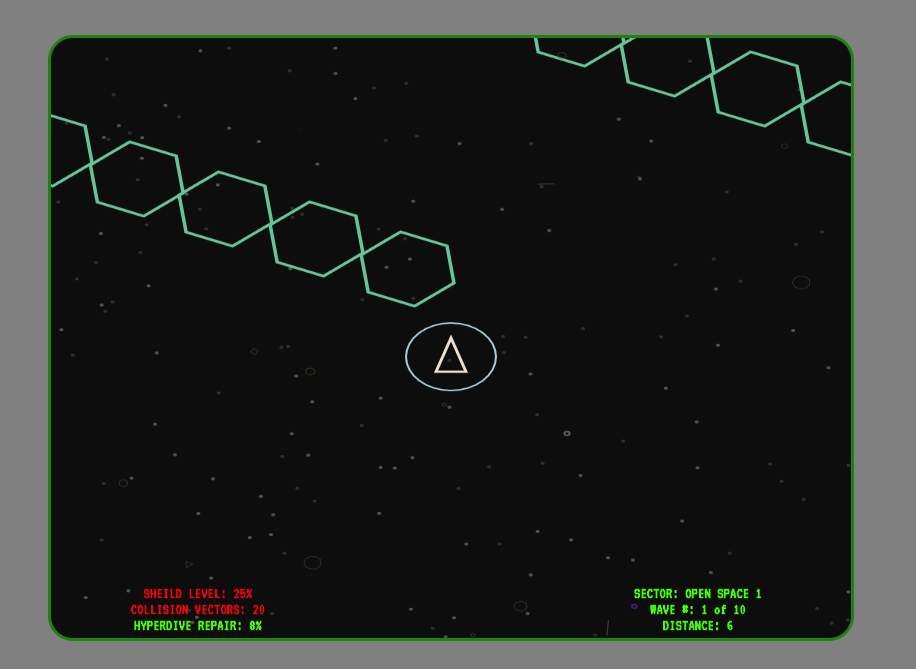 SHEILD LEVEL: 25%
COLLISION VECTORS: 20
HYPERDIVE REPAIR: 8%
SECTOR: OPEN SPACE 1
WAVE #: 1 of 10
DISTANCE: 6